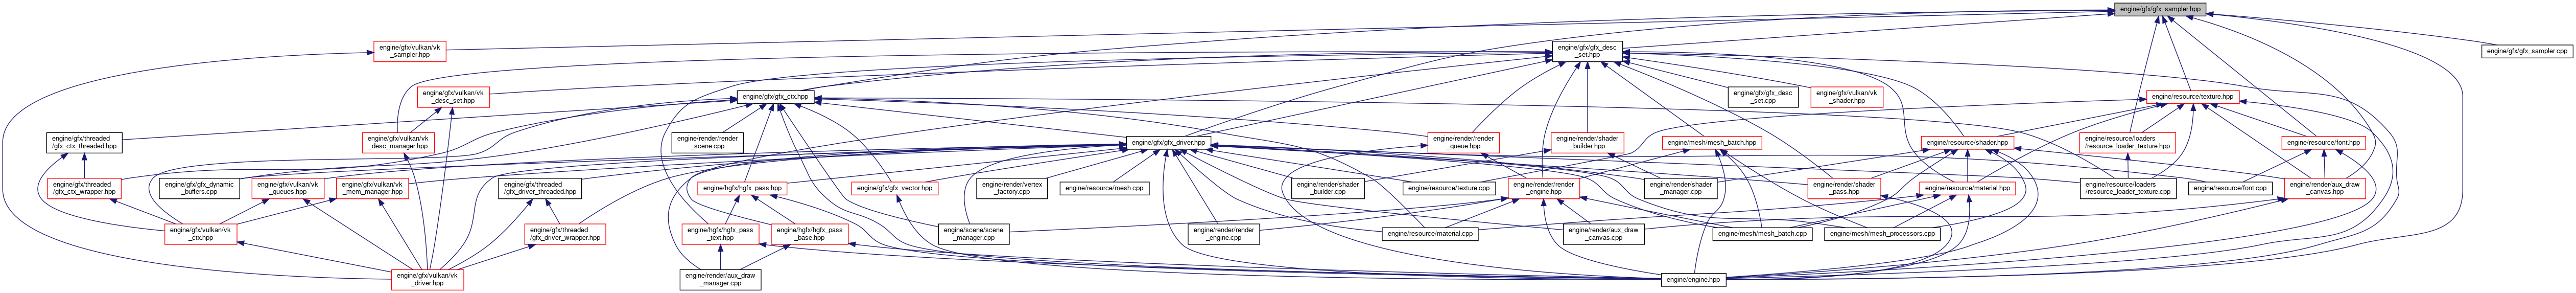 engine/gfx/gfx_sampler.hpp
engine/gfx/vulkan/vk
_sampler.hpp
engine/gfx/gfx_desc
_set.hpp
engine/gfx/gfx_sampler.cpp
engine/gfx/vulkan/vk
_desc_set.hpp
engine/gfx/gfx_ctx.hpp
engine/gfx/gfx_desc
_set.cpp
engine/gfx/vulkan/vk
_shader.hpp
engine/resource/texture.hpp
engine/gfx/threaded
/gfx_ctx_threaded.hpp
engine/gfx/vulkan/vk
_desc_manager.hpp
engine/render/render
_scene.cpp
engine/gfx/gfx_driver.hpp
engine/render/render
_queue.hpp
engine/render/shader
_builder.hpp
engine/mesh/mesh_batch.hpp
engine/resource/shader.hpp
engine/resource/loaders
/resource_loader_texture.hpp
engine/resource/font.hpp
engine/gfx/threaded
/gfx_ctx_wrapper.hpp
engine/gfx/gfx_dynamic
_buffers.cpp
engine/gfx/vulkan/vk
_queues.hpp
engine/gfx/vulkan/vk
_mem_manager.hpp
engine/gfx/threaded
/gfx_driver_threaded.hpp
engine/hgfx/hgfx_pass.hpp
engine/gfx/gfx_vector.hpp
engine/render/vertex
_factory.cpp
engine/resource/mesh.cpp
engine/render/shader
_builder.cpp
engine/resource/texture.cpp
engine/render/render
_engine.hpp
engine/render/shader
_manager.cpp
engine/render/shader
_pass.hpp
engine/resource/material.hpp
engine/resource/loaders
/resource_loader_texture.cpp
engine/resource/font.cpp
engine/render/aux_draw
_canvas.hpp
engine/gfx/vulkan/vk
_ctx.hpp
engine/gfx/threaded
/gfx_driver_wrapper.hpp
engine/hgfx/hgfx_pass
_text.hpp
engine/hgfx/hgfx_pass
_base.hpp
engine/scene/scene
_manager.cpp
engine/render/render
_engine.cpp
engine/resource/material.cpp
engine/render/aux_draw
_canvas.cpp
engine/mesh/mesh_batch.cpp
engine/mesh/mesh_processors.cpp
engine/gfx/vulkan/vk
_driver.hpp
engine/render/aux_draw
_manager.cpp
engine/engine.hpp